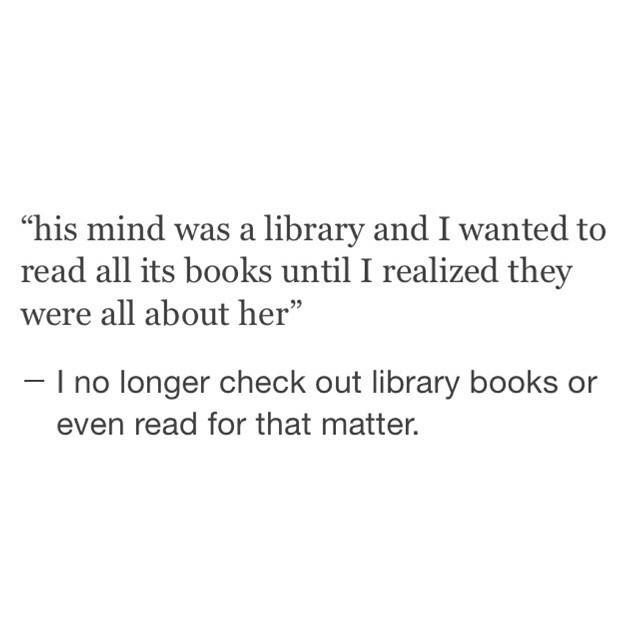 “his mind was a library and I wanted to
read all its books until I realized they
were all about her”
— I no longer check out library books or
even read for that matter.